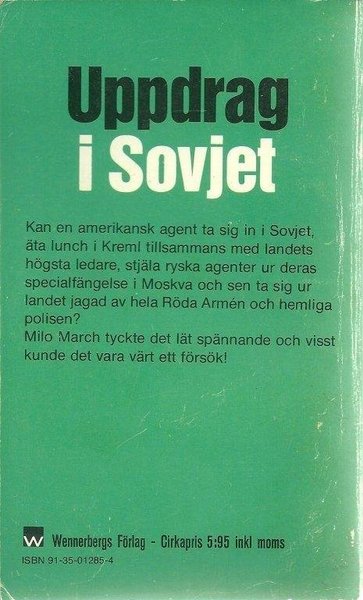 Uppdrag
i Sovjet
Kan en amerikansk agent ta sig in i Sovjet,
äta lunch i Kreml tillsammans med landets
högsta ledare, stjäla ryska agenter ur deras
specialfängelse i Moskva och sen ta sig ur
landet jagad av hela Röda Armén och hemliga
polisen?
Milo March tyckte det lät spännande och visst
kunde det vara värt ett försök!
W Wennerbergs Förlag - Cirkapris 5:95 inkl moms
ISBN 91-35-01285-4